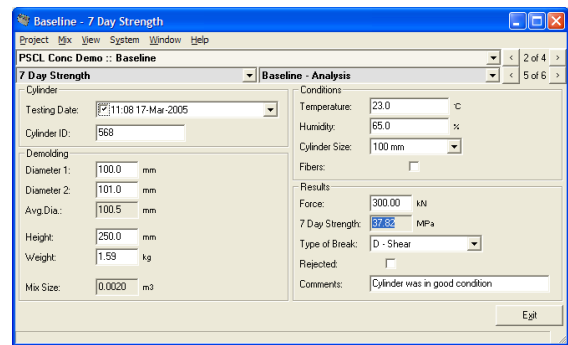 Baseline - 7 Day Strength
Project Mix View System Window Help
PSCL Conc Demo :: Baseline
< 2 of 4 >
7 Day Strength
Baseline - Analysis
< 5 of 6 >
Cylinder
Testing Date: 11:08 17-Mar-2005
Cylinder ID: 568
Demolding
Diameter 1: 100.0 mm
Diameter 2: 101.0 mm
Avg.Dia.: 100.5 mm
Height: 250.0 mm
Weight: 1.59 kg
Mix Size: 0.0020 m3
Conditions
Temperature: 23.0 °C
Humidity: 65.0 %
Cylinder Size: 100 mm
Fibers:
Results
Force: 300.00 kN
7 Day Strength: 37.82 MPa
Type of Break: D - Shear
Rejected:
Comments: Cylinder was in good condition
Exit